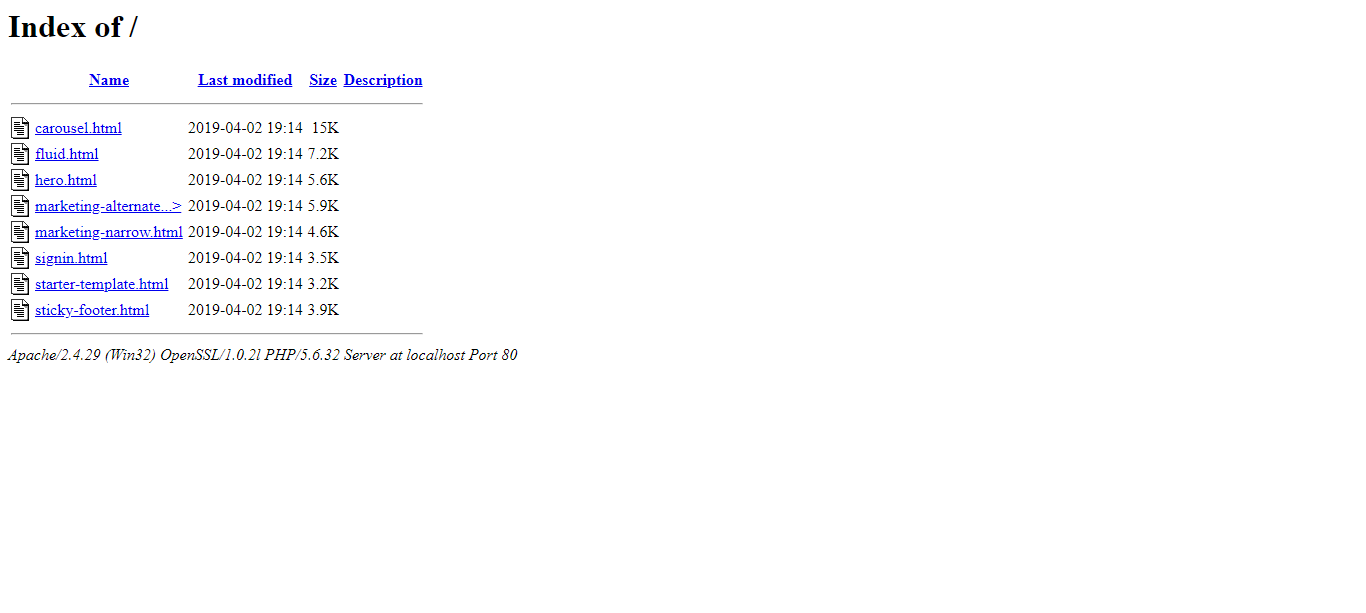 Index of /
Name Last modified Size Description
carousel.html 2019-04-02 19:14 15K
fluid.html 2019-04-02 19:14 7.2K
hero.html 2019-04-02 19:14 5.6K
marketing-alternate...> 2019-04-02 19:14 5.9K
marketing-narrow.html 2019-04-02 19:14 4.6K
signin.html 2019-04-02 19:14 3.5K
starter-template.html 2019-04-02 19:14 3.2K
sticky-footer.html 2019-04-02 19:14 3.9K
Apache/2.4.29 (Win32) OpenSSL/1.0.2l PHP/5.6.32 Server at localhost Port 80